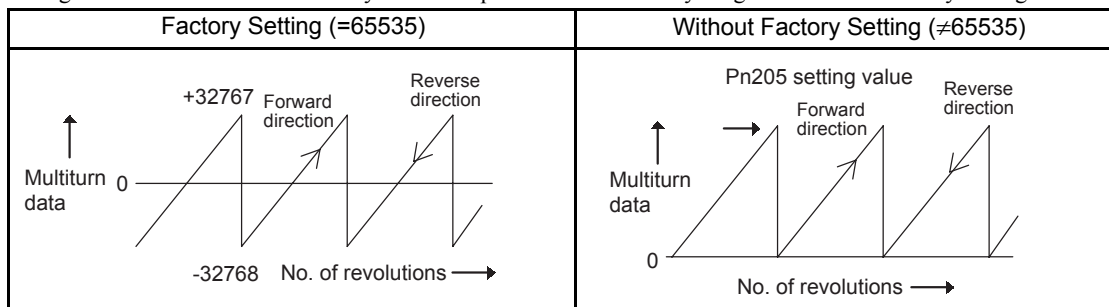 Factory Setting (=65535)
Without Factory Setting (≠65535)
+32767
Forward
direction
Reverse
direction
Multiturn
data
0
-32768
No. of revolutions
Pn205 setting value
Forward
direction
Reverse
direction
Multiturn
data
0
No. of revolutions